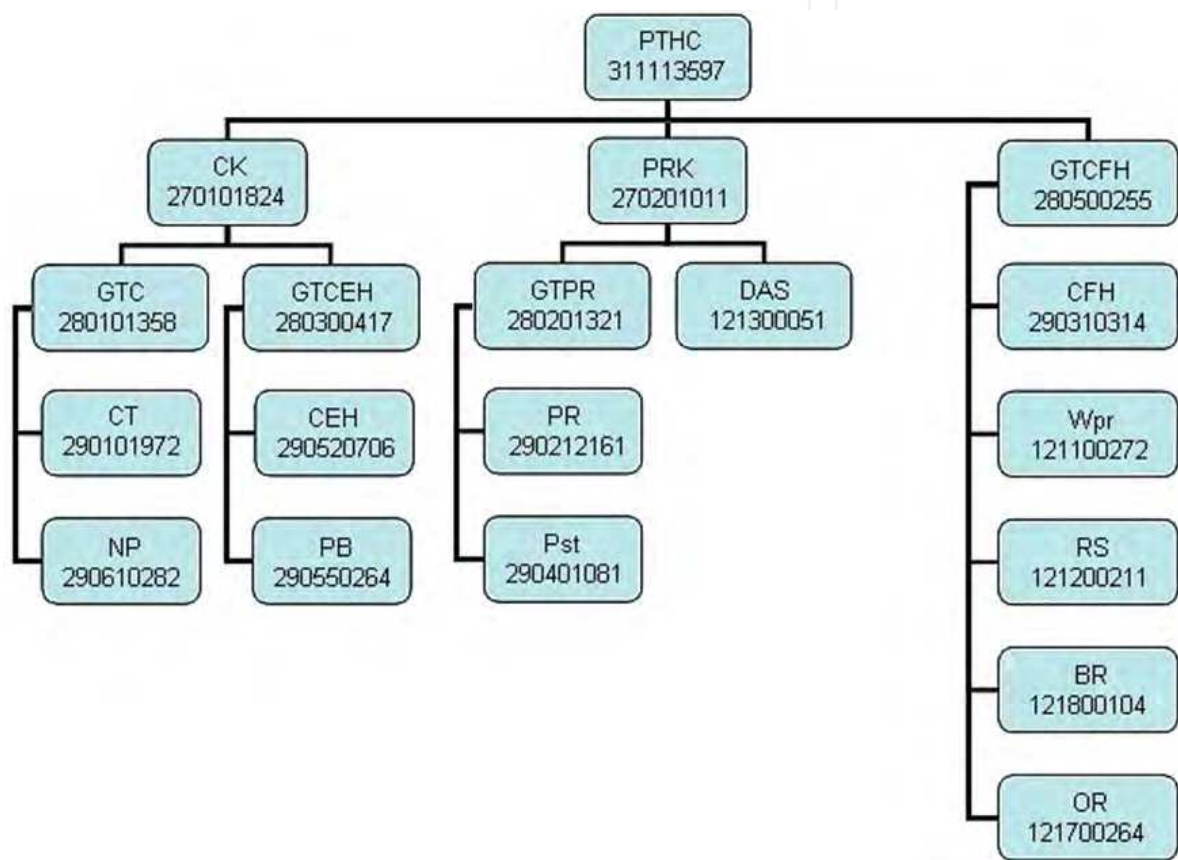 PTHC
311113597
CK
270101824
PRK
270201011
GTCFH
280500255
GTC
280101358
GTCEH
280300417
GTPR
280201321
DAS
121300051
CFH
290310314
CT
290101972
CEH
290520706
PR
290212161
Wpr
121100272
NP
290610282
PB
290550264
Pst
290401081
RS
121200211
BR
121800104
OR
121700264